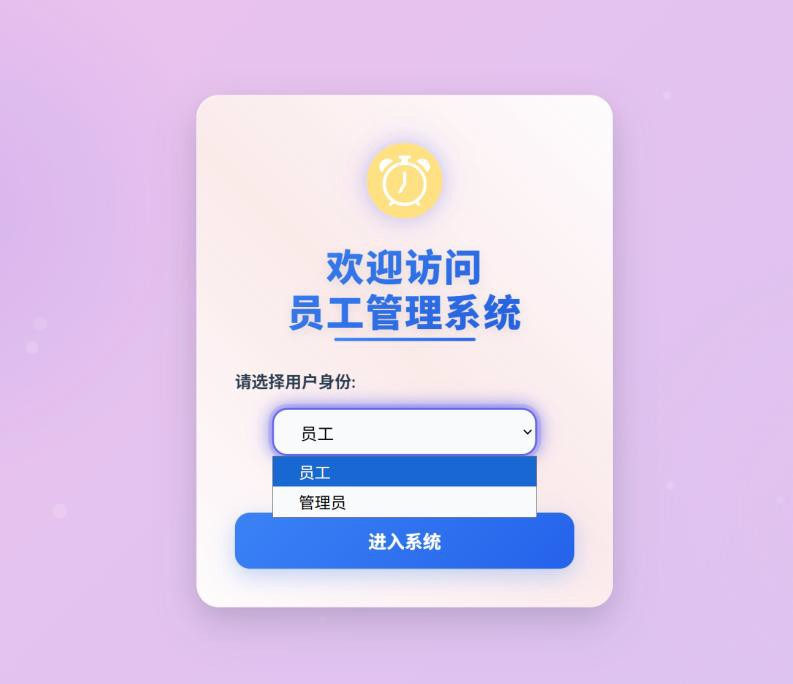 欢迎访问
员工管理系统
请选择用户身份:
员工
员工
管理员
进入系统